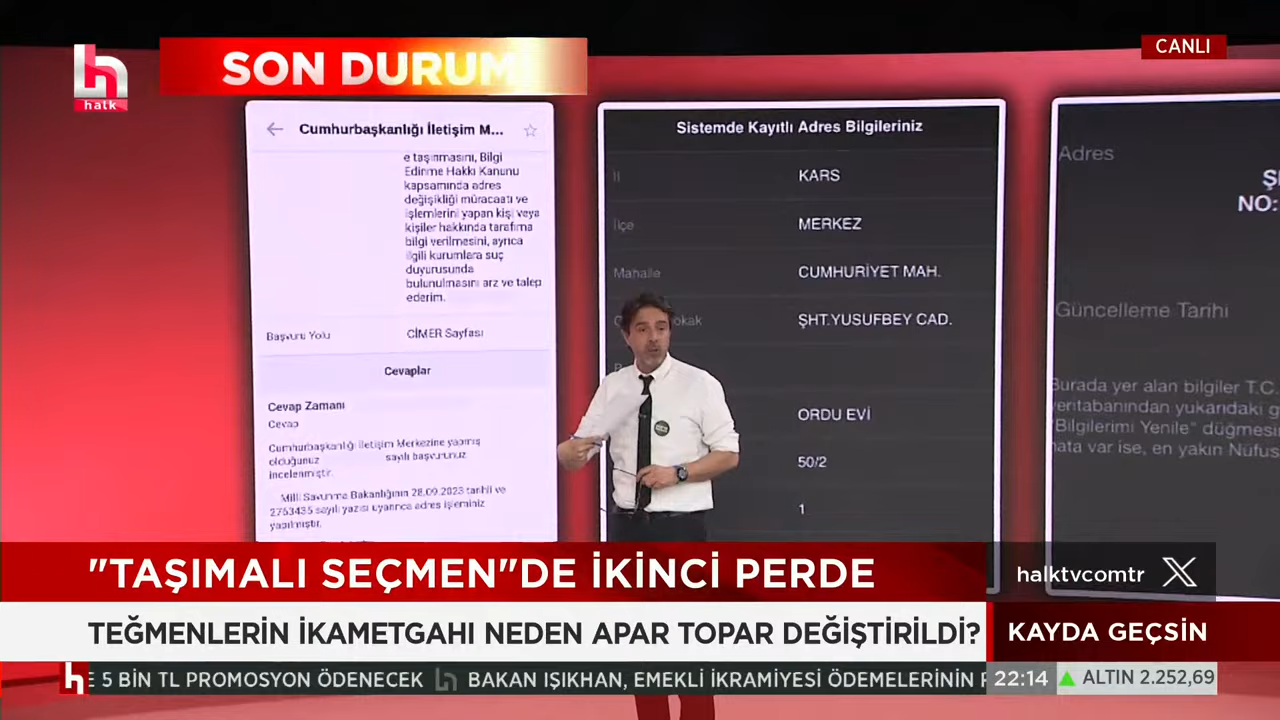 halk
SON DURUM
CANLI
Cumhurbaşkanlığı İletişim M...
e taşınmasını, Bilgi
Edinme Hakkı Kanunu
kapsamında adres
değişikliği müracaatı ve
işlemlerini yapan kişi veya
kişiler hakkında tarafıma
bilgi verilmesini, ayrıca
ilgili kurumlara suç
duyurusunda
bulunulmasını arz ve talep
ederim.
Başvuru Yolu
CİMER Sayfası
Cevaplar
Cevap Zamanı
Cevap
Cumhurbaşkanlığı İletişim Merkezine yapmış
olduğunuz sayılı başvurunuz
incelenmiştir.
Milli Savunma Bakanlığının 28.09.2023 tarihli ve
2753435 sayılı yazısı uyarınca adres işleminiz
yapılmıştır.
Sistemde Kayıtlı Adres Bilgileriniz
İl
KARS
İlçe
MERKEZ
Mahalle
CUMHURİYET MAH.
okak
ŞHT.YUSUFBEY CAD.
ORDU EVİ
50/2
1
Adres
NO:
Güncelleme Tarihi
Burada yer alan bilgiler T.C.
veritabanından yukarıdaki g
"Bilgilerimi Yenile" düğmesin
hata var ise, en yakın Nüfus
"TAŞIMALI SEÇMEN"DE İKİNCİ PERDE
halktvcomtr X
TEĞMENLERİN İKAMETGAHI NEDEN APAR TOPAR DEĞİŞTİRİLDİ?
KAYDA GEÇSİN
E 5 BİN TL PROMOSYON ÖDENECEK
BAKAN IŞIKHAN, EMEKLİ İKRAMİYESİ ÖDEMELERİNİN
22:14
ALTIN 2.252,69